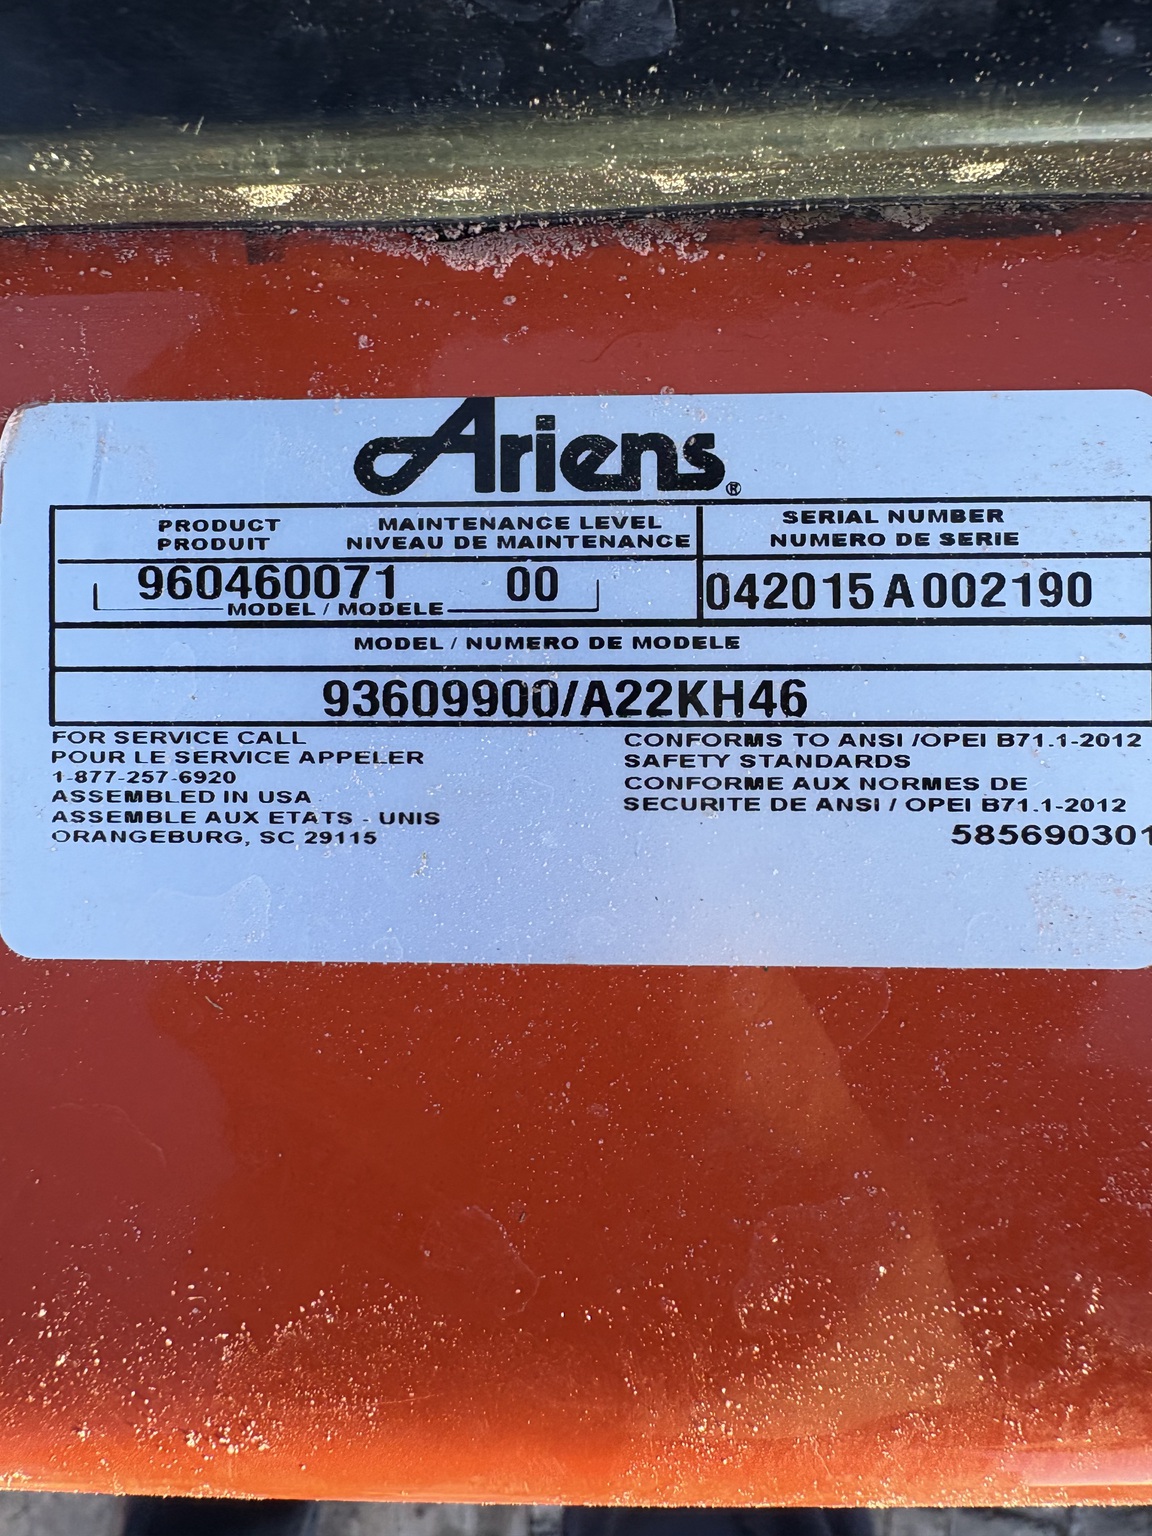 Ariens®
PRODUCT MAINTENANCE LEVEL SERIAL NUMBER
PRODUIT NIVEAU DE MAINTENANCE NUMERO DE SERIE
960460071 00 042015A002190
MODEL / MODELE
MODEL / NUMERO DE MODELE
93609900/A22KH46
FOR SERVICE CALL
POUR LE SERVICE APPELER
1-877-257-6920
ASSEMBLED IN USA
ASSEMBLE AUX ETATS - UNIS
ORANGEBURG, SC 29115
CONFORMS TO ANSI /OPEI B71.1-2012
SAFETY STANDARDS
CONFORME AUX NORMES DE
SECURITE DE ANSI / OPEI B71.1-2012
585690301